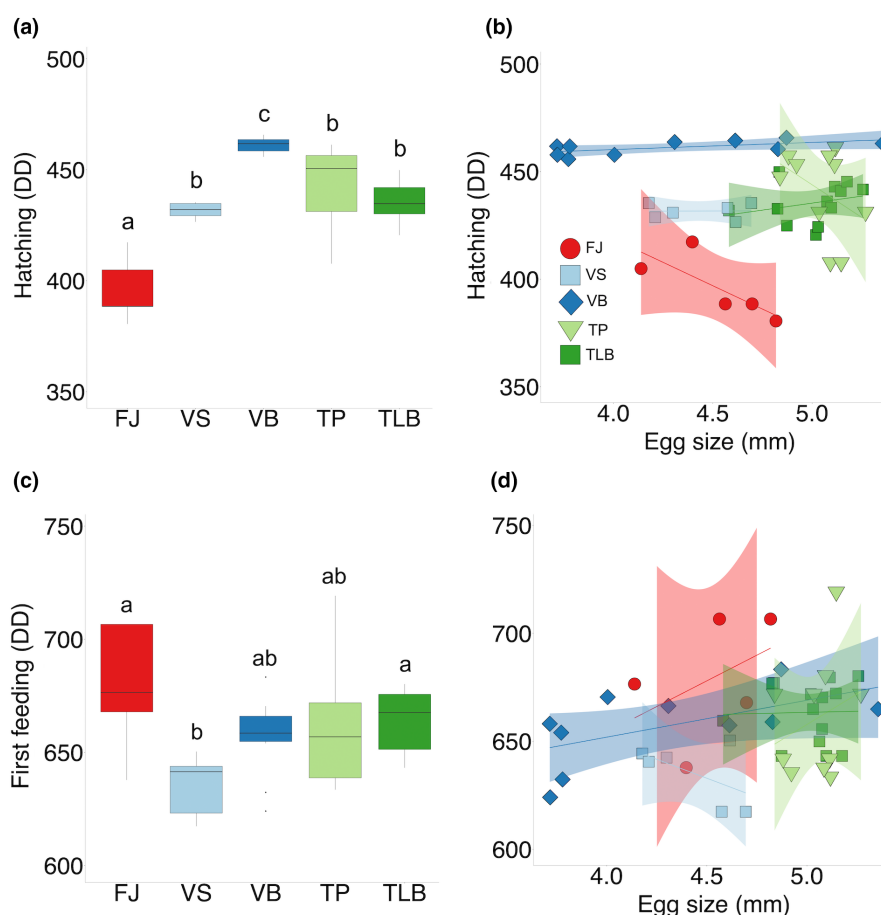 (a)
500
450
400
350
Hatching (DD)
a
b
c
b
b
FJ VS VB TP TLB
(b)
500
450
400
350
Hatching (DD)
FJ
VS
VB
TP
TLB
4.0 4.5 5.0
Egg size (mm)
(c)
750
700
650
600
First feeding (DD)
a
b
ab
ab
a
FJ VS VB TP TLB
(d)
750
700
650
600
4.0 4.5 5.0
Egg size (mm)